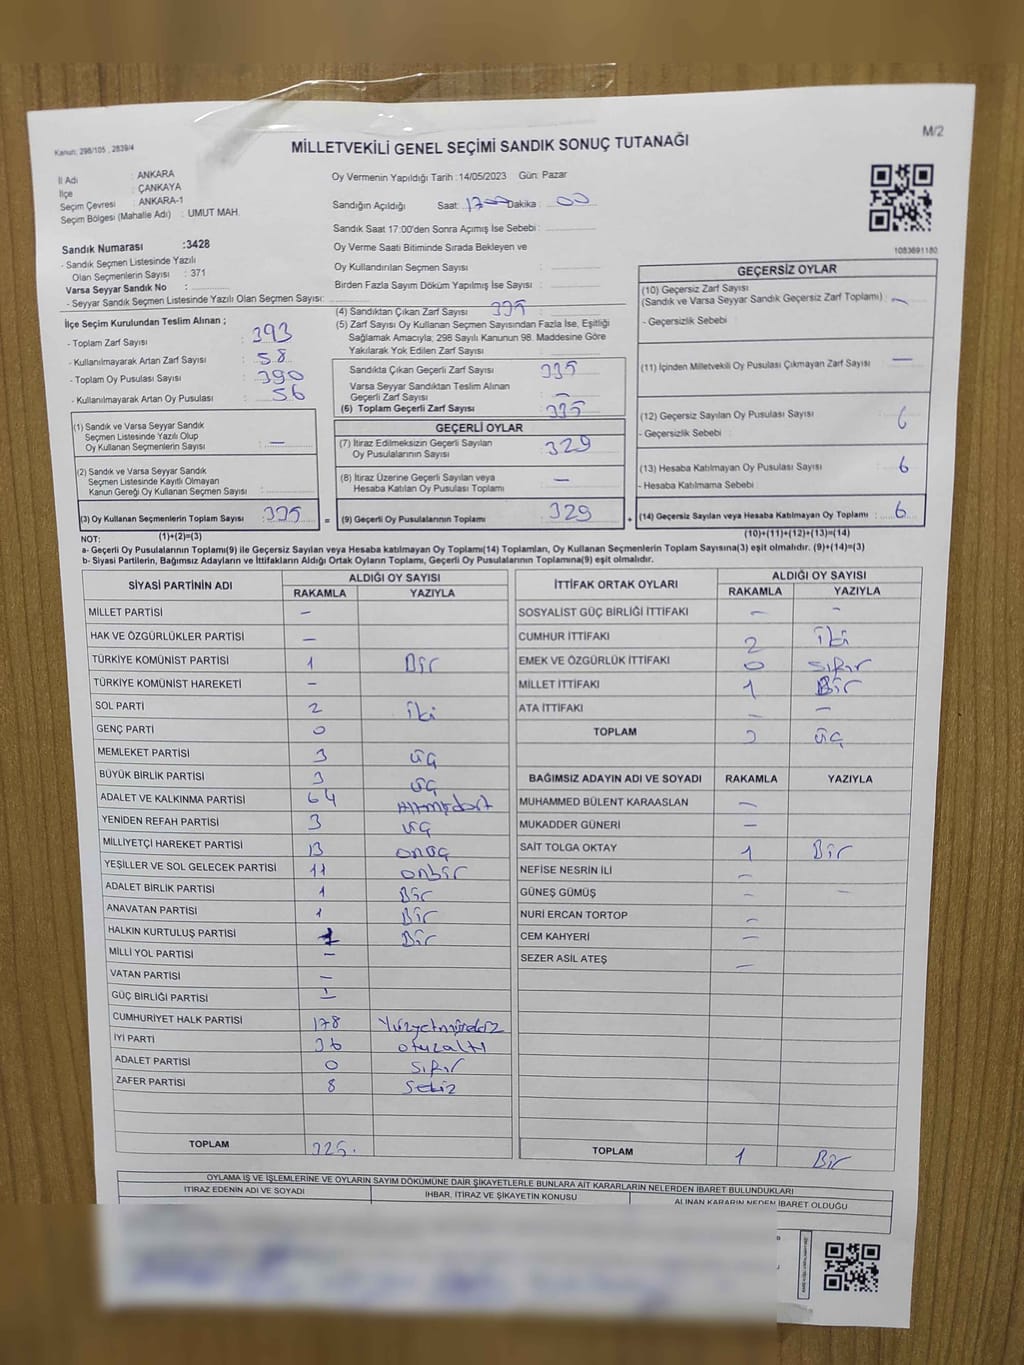 M/2
Kanun: 298/105 , 2839/4
MİLLETVEKİLİ GENEL SEÇİMİ SANDIK SONUÇ TUTANAĞI
İl Adı : ANKARA
İlçe : ÇANKAYA
Seçim Çevresi : ANKARA-1
Seçim Bölgesi (Mahalle Adı) : UMUT MAH.
Sandık Numarası :3428
- Sandık Seçmen Listesinde Yazılı
Olan Seçmenlerin Sayısı : 371
Varsa Seyyar Sandık No :
- Seyyar Sandık Seçmen Listesinde Yazılı Olan Seçmen Sayısı:
Oy Vermenin Yapıldığı Tarih :14/05/2023 Gün: Pazar
Sandığın Açıldığı Saat: Dakika : 00
Sandık Saat 17:00'den Sonra Açımış İse Sebebi :
Oy Verme Saati Bitiminde Sırada Bekleyen ve
Oy Kullandırılan Seçmen Sayısı :
Birden Fazla Sayım Döküm Yapılmış İse Sayısı :
1083691180
İlçe Seçim Kurulundan Teslim Alınan ;
- Toplam Zarf Sayısı : 393
- Kullanılmayarak Artan Zarf Sayısı : 58
- Toplam Oy Pusulası Sayısı : 390
- Kullanılmayarak Artan Oy Pusulası : 56
(4) Sandıktan Çıkan Zarf Sayısı : 335
(5) Zarf Sayısı Oy Kullanan Seçmen Sayısından Fazla İse, Eşitliği
Sağlamak Amacıyla; 298 Sayılı Kanunun 98. Maddesine Göre
Yakılarak Yok Edilen Zarf Sayısı :
Sandıkta Çıkan Geçerli Zarf Sayısı : 335
Varsa Seyyar Sandıktan Teslim Alınan
Geçerli Zarf Sayısı : —
(6) Toplam Geçerli Zarf Sayısı : 335
GEÇERSİZ OYLAR
(10) Geçersiz Zarf Sayısı
(Sandık ve Varsa Seyyar Sandık Geçersiz Zarf Toplamı) : —
- Geçersizlik Sebebi :
(11) İçinden Milletvekili Oy Pusulası Çıkmayan Zarf Sayısı : —
(12) Geçersiz Sayılan Oy Pusulası Sayısı : 6
- Geçersizlik Sebebi :
(13) Hesaba Katılmayan Oy Pusulası Sayısı : 6
- Hesaba Katılmama Sebebi :
(14) Geçersiz Sayılan veya Hesaba Katılmayan Oy Toplamı : 6
(10)+(11)+(12)+(13)=(14)
(1) Sandık ve Varsa Seyyar Sandık
Seçmen Listesinde Yazılı Olup
Oy Kullanan Seçmenlerin Sayısı : —
(2) Sandık ve Varsa Seyyar Sandık
Seçmen Listesinde Kayıtlı Olmayan
Kanun Gereği Oy Kullanan Seçmen Sayısı :
(3) Oy Kullanan Seçmenlerin Toplam Sayısı : 335 =
GEÇERLİ OYLAR
(7) İtiraz Edilmeksizin Geçerli Sayılan
Oy Pusulalarının Sayısı : 329
(8) İtiraz Üzerine Geçerli Sayılan veya
Hesaba Katılan Oy Pusulası Toplamı : —
(9) Geçerli Oy Pusulalarının Toplamı : 329 +
NOT: (1)+(2)=(3)
a- Geçerli Oy Pusulalarının Toplamı(9) ile Geçersiz Sayılan veya Hesaba katılmayan Oy Toplamı(14) Toplamları, Oy Kullanan Seçmenlerin Toplam Sayısına(3) eşit olmalıdır. (9)+(14)=(3)
b- Siyasi Partilerin, Bağımsız Adayların ve İttifakların Aldığı Ortak Oyların Toplamı, Geçerli Oy Pusulalarının Toplamına(9) eşit olmalıdır.
SİYASİ PARTİNİN ADI ALDIĞI OY SAYISI
RAKAMLA YAZIYLA
MİLLET PARTİSİ —
HAK VE ÖZGÜRLÜKLER PARTİSİ —
TÜRKİYE KOMÜNİST PARTİSİ 1 Bir
TÜRKİYE KOMÜNİST HAREKETİ —
SOL PARTİ 2 iki
GENÇ PARTİ 0
MEMLEKET PARTİSİ 3 üç
BÜYÜK BİRLİK PARTİSİ 3 üç
ADALET VE KALKINMA PARTİSİ 64 Altmışdört
YENİDEN REFAH PARTİSİ 3 üç
MİLLİYETÇİ HAREKET PARTİSİ 13 onüç
YEŞİLLER VE SOL GELECEK PARTİSİ 11 onbir
ADALET BİRLİK PARTİSİ 1 Bir
ANAVATAN PARTİSİ 1 Bir
HALKIN KURTULUŞ PARTİSİ 1 Bir
MİLLİ YOL PARTİSİ —
VATAN PARTİSİ —
GÜÇ BİRLİĞİ PARTİSİ
CUMHURİYET HALK PARTİSİ 178
İYİ PARTİ 36 otuzaltı
ADALET PARTİSİ 0 Sıfır
ZAFER PARTİSİ 8 Sekiz
TOPLAM 325.
İTTİFAK ORTAK OYLARI ALDIĞI OY SAYISI
RAKAMLA YAZIYLA
SOSYALİST GÜÇ BİRLİĞİ İTTİFAKI — —
CUMHUR İTTİFAKI 2 iki
EMEK VE ÖZGÜRLÜK İTTİFAKI 0 Sıfır
MİLLET İTTİFAKI 1 Bir
ATA İTTİFAKI — —
TOPLAM 3 üç
BAĞIMSIZ ADAYIN ADI VE SOYADI RAKAMLA YAZIYLA
MUHAMMED BÜLENT KARAASLAN —
MUKADDER GÜNERİ —
SAİT TOLGA OKTAY 1 Bir
NEFİSE NESRİN İLİ —
GÜNEŞ GÜMÜŞ — —
NURİ ERCAN TORTOP —
CEM KAHYERİ —
SEZER ASİL ATEŞ —
TOPLAM 1 Bir
OYLAMA İŞ VE İŞLEMLERİNE VE OYLARIN SAYIM DÖKÜMÜNE DAİR ŞİKAYETLERLE BUNLARA AİT KARARLARIN NELERDEN İBARET BULUNDUKLARI
İTİRAZ EDENİN ADI VE SOYADI İHBAR, İTİRAZ VE ŞİKAYETİN KONUSU ALINAN KARARIN NEDEN İBARET OLDUĞU